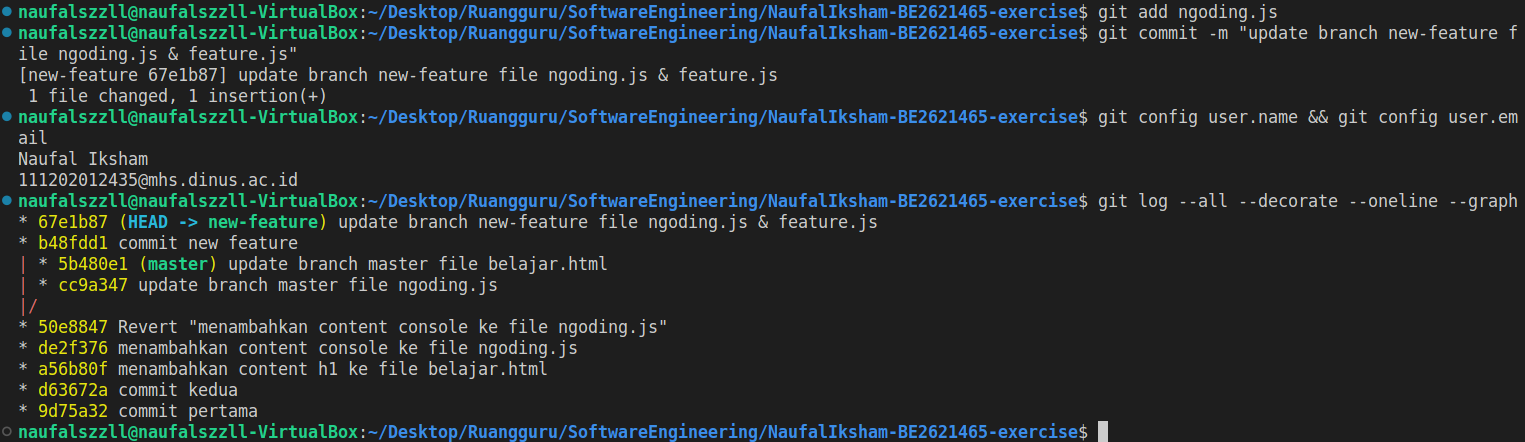 naufalszzll@naufalszzll-VirtualBox:~/Desktop/Ruangguru/SoftwareEngineering/NaufalIksham-BE2621465-exercise$ git add ngoding.js
naufalszzll@naufalszzll-VirtualBox:~/Desktop/Ruangguru/SoftwareEngineering/NaufalIksham-BE2621465-exercise$ git commit -m "update branch new-feature f
ile ngoding.js & feature.js"
[new-feature 67e1b87] update branch new-feature file ngoding.js & feature.js
 1 file changed, 1 insertion(+)
naufalszzll@naufalszzll-VirtualBox:~/Desktop/Ruangguru/SoftwareEngineering/NaufalIksham-BE2621465-exercise$ git config user.name && git config user.em
ail
Naufal Iksham
111202012435@mhs.dinus.ac.id
naufalszzll@naufalszzll-VirtualBox:~/Desktop/Ruangguru/SoftwareEngineering/NaufalIksham-BE2621465-exercise$ git log --all --decorate --oneline --graph
* 67e1b87 (HEAD -> new-feature) update branch new-feature file ngoding.js & feature.js
* b48fdd1 commit new feature
| * 5b480e1 (master) update branch master file belajar.html
| * cc9a347 update branch master file ngoding.js
|/
* 50e8847 Revert "menambahkan content console ke file ngoding.js"
* de2f376 menambahkan content console ke file ngoding.js
* a56b80f menambahkan content h1 ke file belajar.html
* d63672a commit kedua
* 9d75a32 commit pertama
naufalszzll@naufalszzll-VirtualBox:~/Desktop/Ruangguru/SoftwareEngineering/NaufalIksham-BE2621465-exercise$